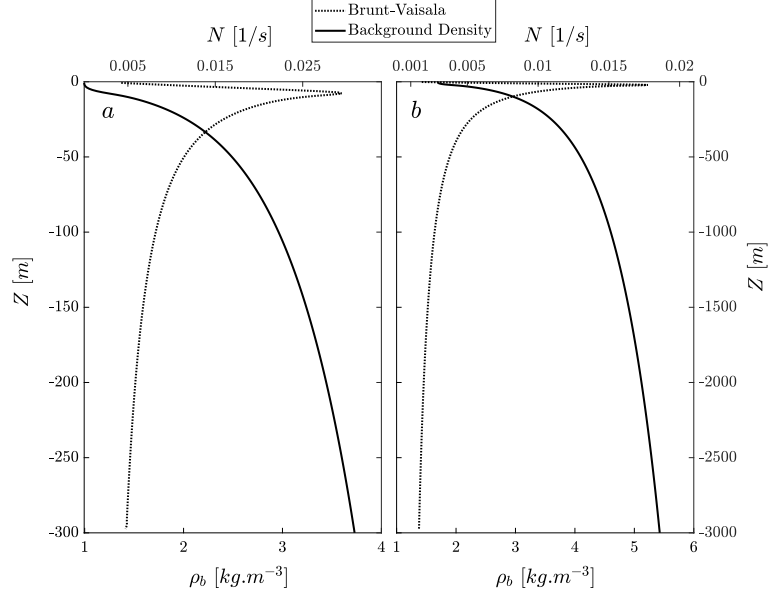 Brunt-Vaisala
Background Density
N [1/s]
N [1/s]
0.005 0.015 0.025
0.001 0.005 0.01 0.015 0.02
a
b
0
-50
-100
-150
-200
-250
-300
Z [m]
0
-500
-1000
-1500
-2000
-2500
-3000
Z [m]
1 2 3 4
1 2 3 4 5 6
ρb [kg.m−3]
ρb [kg.m−3]